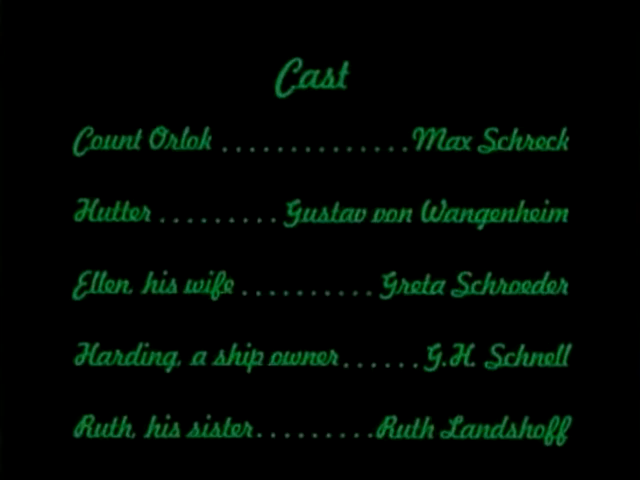 Cast
Count Orlok ..............Max Schreck
Hutter .........Gustav von Wangenheim
Ellen, his wife ..........Greta Schroeder
Harding, a ship owner......G.H. Schnell
Ruth, his sister.........Ruth Landshoff